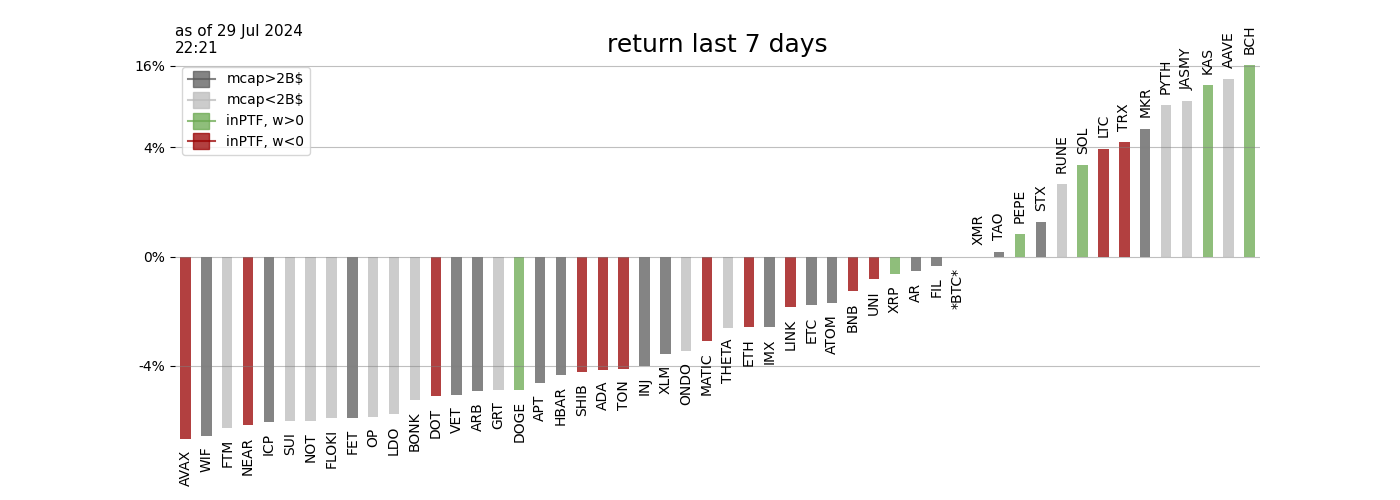 as of 29 Jul 2024
22:21
return last 7 days
16%
4%
0%
-4%
mcap>2B$
mcap<2B$
inPTF, w>0
inPTF, w<0
AVAX
WIF
FTM
NEAR
ICP
SUI
NOT
FLOKI
FET
OP
LDO
BONK
DOT
VET
ARB
GRT
DOGE
APT
HBAR
SHIB
ADA
TON
INJ
XLM
ONDO
MATIC
THETA
ETH
IMX
LINK
ETC
ATOM
BNB
UNI
XRP
AR
FIL
*BTC*
XMR
TAO
PEPE
STX
RUNE
SOL
LTC
TRX
MKR
PYTH
JASMY
KAS
AAVE
BCH